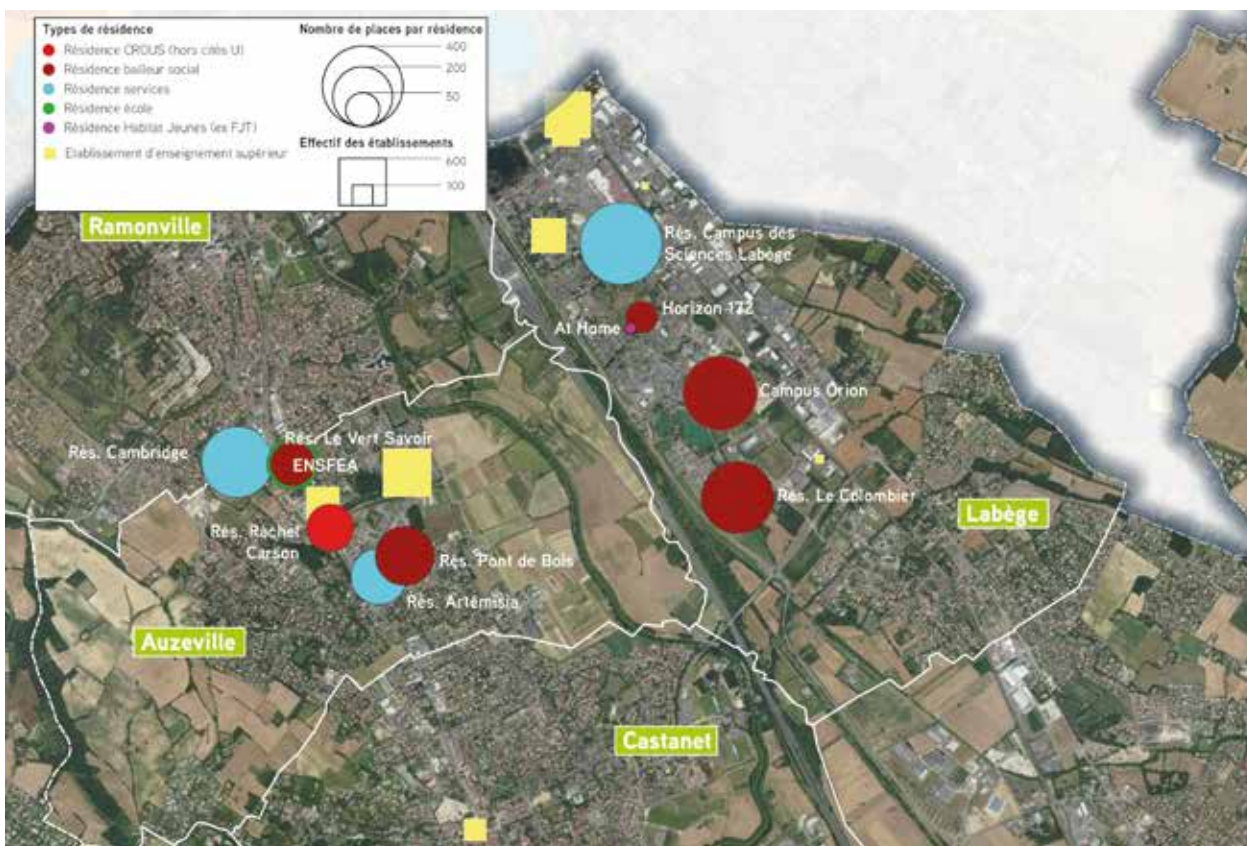 Types de résidence
Résidence CROUS (hors cités U)
Résidence bailleur social
Résidence services
Résidence école
Résidence Habitat Jeunes (ex FJT)
Etablissement d'enseignement supérieur
Nombre de places par résidence
400
200
50
Effectif des établissements
600
100
Ramonville
Rés. Campus des
Sciences Labège
Horizon 172
At Home
Campus Orion
Rés. Le Vert Savoir
Rés. Cambridge
ENSFEA
Rés. Le Colombier
Labège
Rés. Rachel
Carson
Rés. Pont de Bois
Rés. Artémisia
Auzeville
Castanet